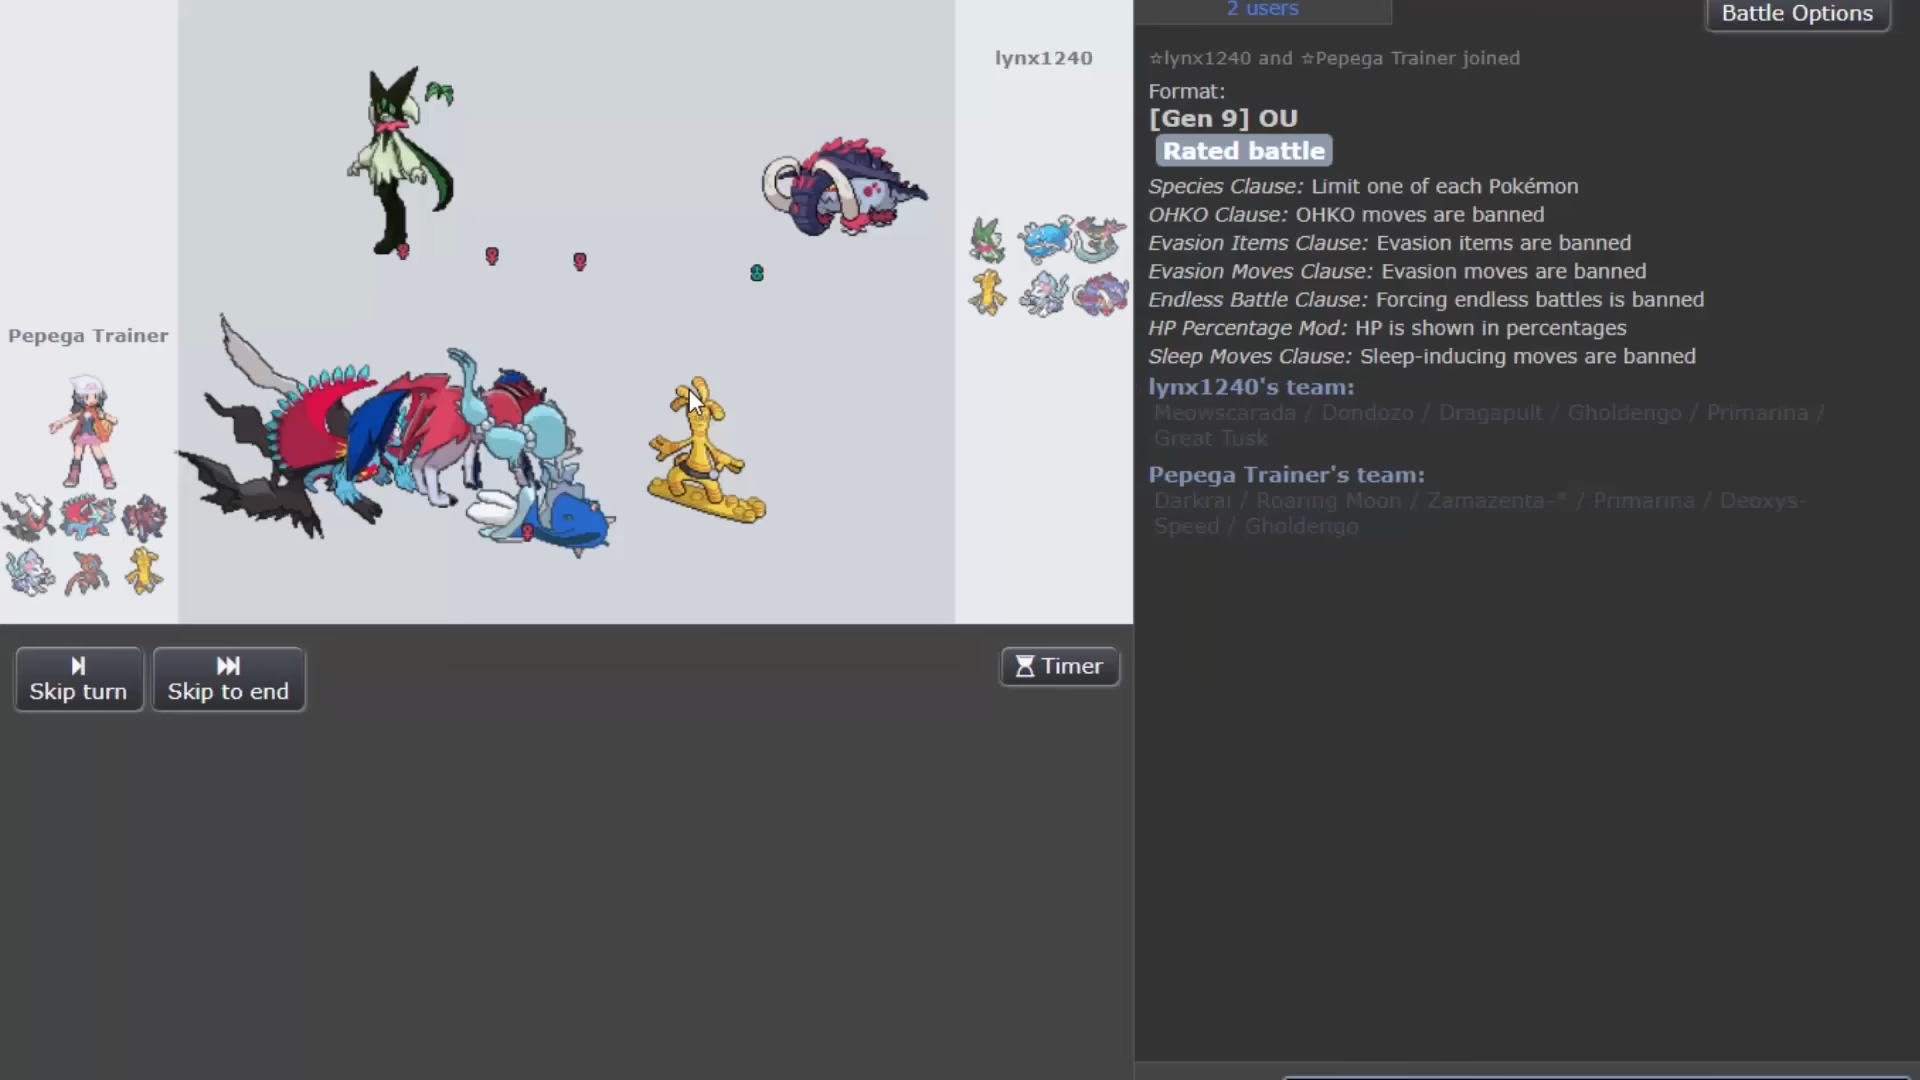 2 users
Battle Options
lynx1240
☆lynx1240 and ☆Pepega Trainer joined
Format:
[Gen 9] OU
Rated battle
Species Clause: Limit one of each Pokémon
OHKO Clause: OHKO moves are banned
Evasion Items Clause: Evasion items are banned
Evasion Moves Clause: Evasion moves are banned
Endless Battle Clause: Forcing endless battles is banned
HP Percentage Mod: HP is shown in percentages
Sleep Moves Clause: Sleep-inducing moves are banned
lynx1240's team:
Meowscarada / Dondozo / Dragapult / Gholdengo / Primarina /
Great Tusk
Pepega Trainer's team:
Darkrai / Roaring Moon / Zamazenta-* / Primarina / Deoxys-
Speed / Gholdengo
Pepega Trainer
Skip turn
Skip to end
Timer